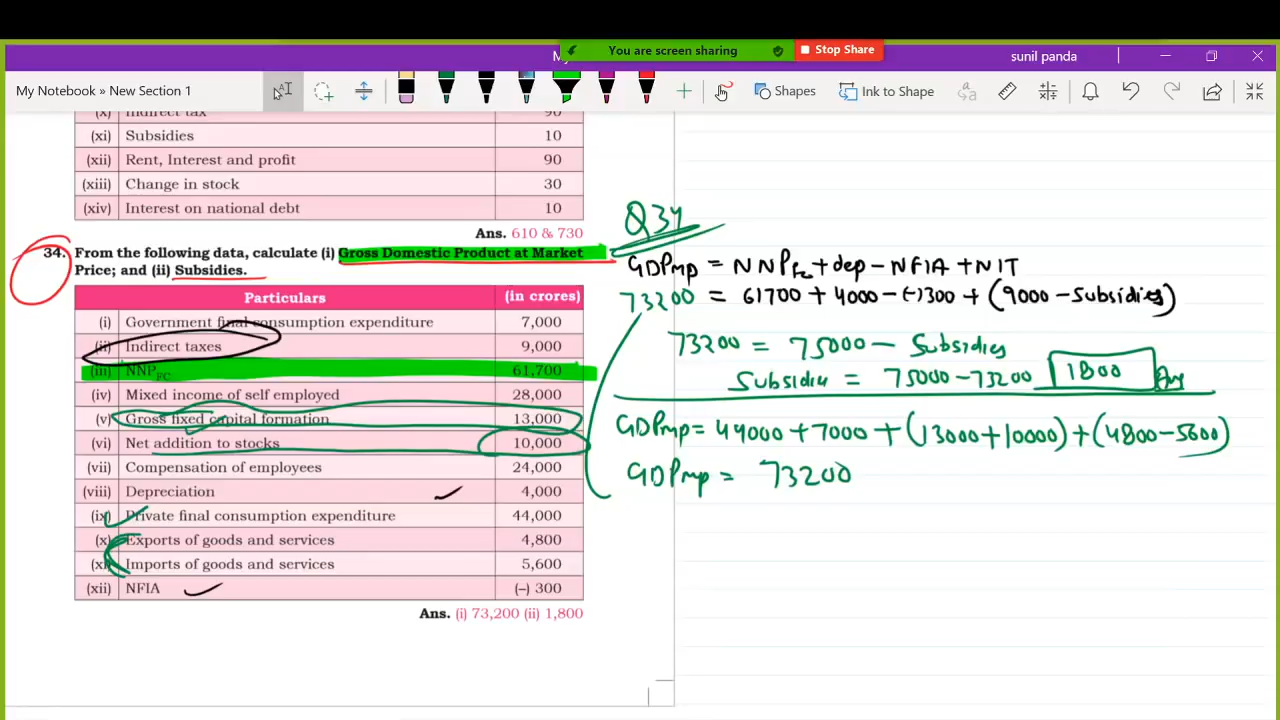 You are screen sharing
Stop Share
My
sunil panda
My Notebook » New Section 1
Shapes
Ink to Share
(x) Indirect tax 90
(xi) Subsidies 10
(xii) Rent, Interest and profit 90
(xiii) Change in stock 30
(xiv) Interest on national debt 10
Ans. 610 & 730
34. From the following data, calculate (i) Gross Domestic Product at Market
Price; and (ii) Subsidies.
Particulars (in crores)
(i) Government final consumption expenditure 7,000
(ii) Indirect taxes 9,000
(iii) NNPFC 61,700
(iv) Mixed income of self employed 28,000
(v) Gross fixed capital formation 13,000
(vi) Net addition to stocks 10,000
(vii) Compensation of employees 24,000
(viii) Depreciation 4,000
(ix) Private final consumption expenditure 44,000
(x) Exports of goods and services 4,800
(xi) Imports of goods and services 5,600
(xii) NFIA (–) 300
Ans. (i) 73,200 (ii) 1,800
Q34
GDPmp = NNPFc + dep - NFIA + NIT
73200 = 61700 + 4000 - (-)300 + (9000 - Subsidies)
73200 = 75000 - Subsidies
Subsidies = 75000 - 73200 1800 Ans
GDPmp = 44000 + 7000 + (13000 + 10000) + (4800 - 5600)
GDPmp = 73200